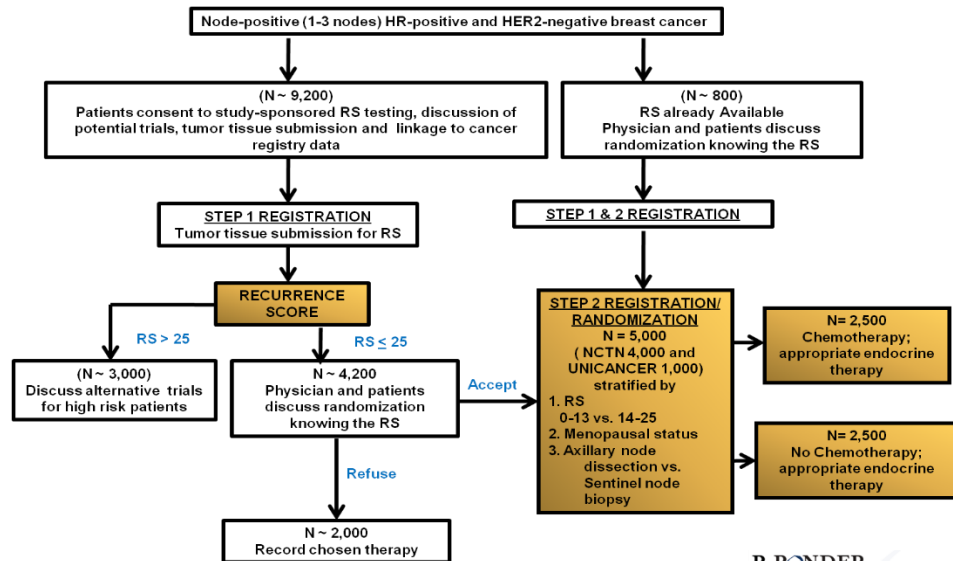 Node-positive (1-3 nodes) HR-positive and HER2-negative breast cancer
(N ~ 9,200)
Patients consent to study-sponsored RS testing, discussion of
potential trials, tumor tissue submission and linkage to cancer
registry data
(N ~ 800)
RS already Available
Physician and patients discuss
randomization knowing the RS
STEP 1 REGISTRATION
Tumor tissue submission for RS
STEP 1 & 2 REGISTRATION
RECURRENCE
SCORE
RS > 25
RS ≤ 25
(N ~ 3,000)
Discuss alternative trials
for high risk patients
N ~ 4,200
Physician and patients
discuss randomization
knowing the RS
Accept
Refuse
N ~ 2,000
Record chosen therapy
STEP 2 REGISTRATION/
RANDOMIZATION
N = 5,000
( NCTN 4,000 and
UNICANCER 1,000)
stratified by
1. RS
0-13 vs. 14-25
2. Menopausal status
3. Axillary node
dissection vs.
Sentinel node
biopsy
N= 2,500
Chemotherapy;
appropriate endocrine
therapy
N= 2,500
No Chemotherapy;
appropriate endocrine
therapy